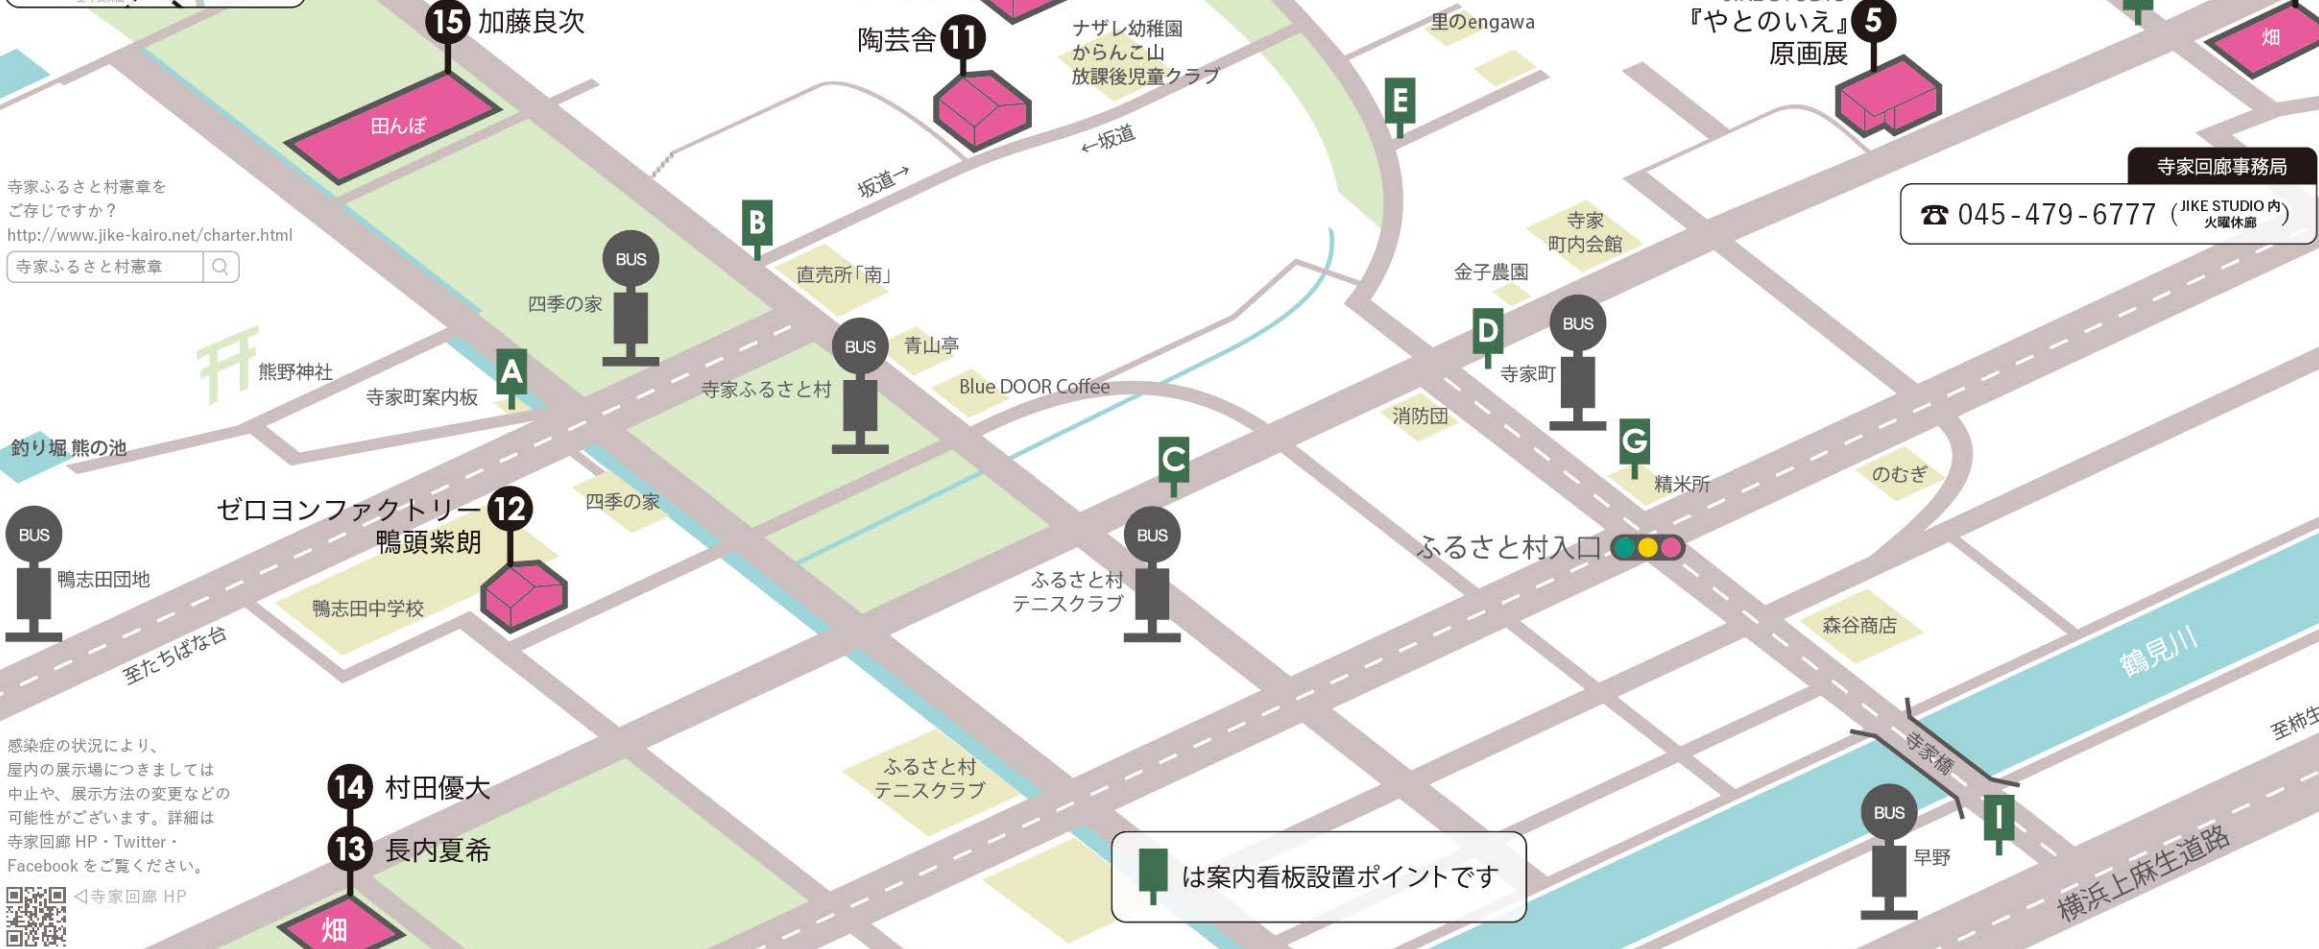 15 加藤良次
田んぼ
陶芸舎 11
ナザレ幼稚園
からんこ山
放課後児童クラブ
里のengawa
『やとのいえ』 5
原画展
畑
E
←坂道
坂道→
寺家ふるさと村憲章を
ご存じですか？
http://www.jike-kairo.net/charter.html
寺家ふるさと村憲章
寺家回廊事務局
☎ 045-479-6777 (JIKE STUDIO 内
火曜休廊)
B
直売所「南」
BUS
四季の家
寺家
町内会館
金子農園
D
BUS
寺家町
熊野神社
A
寺家町案内板
BUS
寺家ふるさと村
青山亭
Blue DOOR Coffee
消防団
G
精米所
のむぎ
釣り堀 熊の池
C
四季の家
ゼロヨンファクトリー 12
鴨頭紫朗
BUS
鴨志田団地
鴨志田中学校
至たちばな台
BUS
ふるさと村
テニスクラブ
ふるさと村入口
森谷商店
鶴見川
至柿生
寺家橋
感染症の状況により、
屋内の展示場につきましては
中止や、展示方法の変更などの
可能性がございます。詳細は
寺家回廊 HP・Twitter・
Facebook をご覧ください。
◁寺家回廊 HP
14 村田優大
13 長内夏希
畑
ふるさと村
テニスクラブ
は案内看板設置ポイントです
BUS
早野
I
横浜上麻生道路